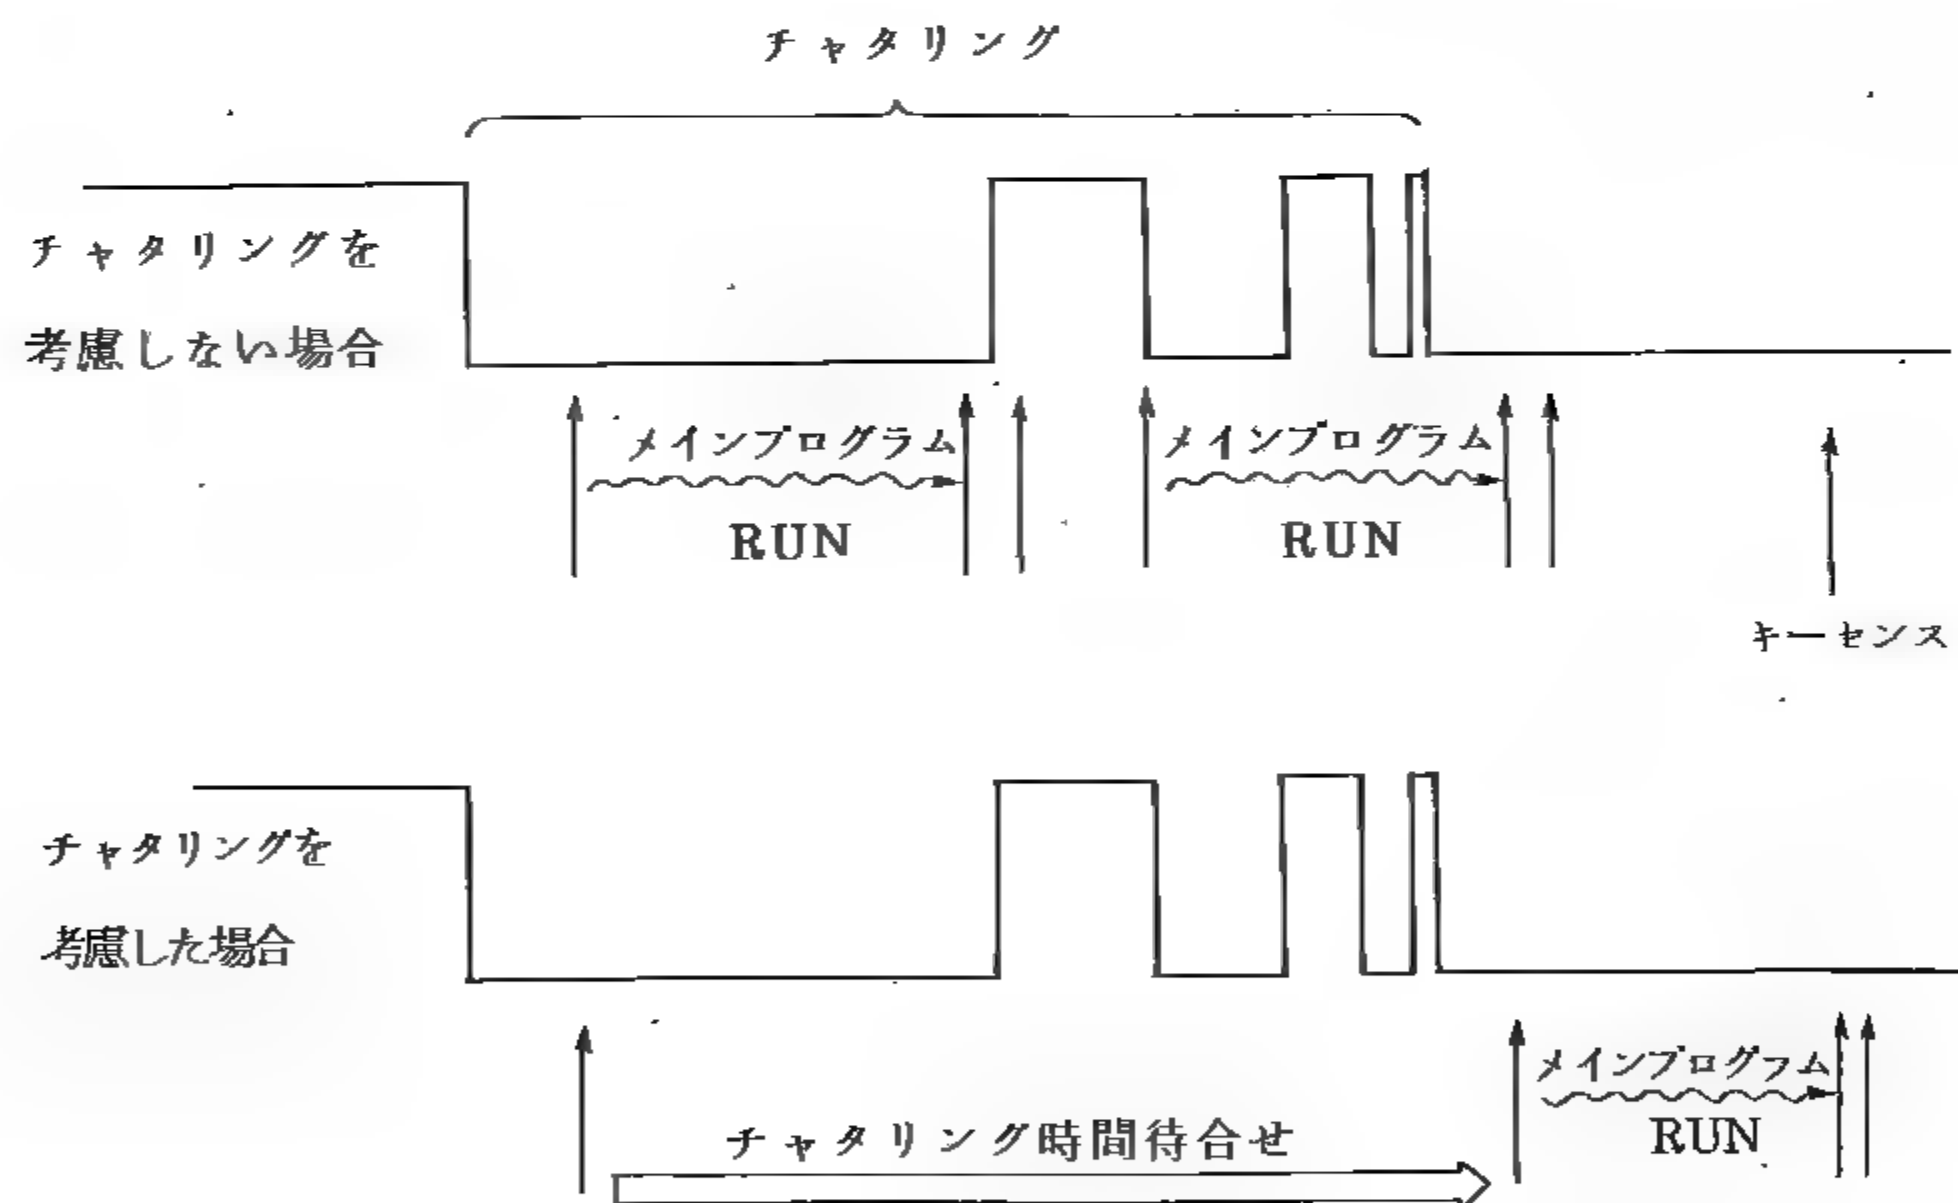 チャタリング
チャタリングを
考慮しない場合
メインプログラム
RUN
メインプログラム
RUN
キーセンス
チャタリングを
考慮した場合
チャタリング時間待合せ
メインプログラム
RUN